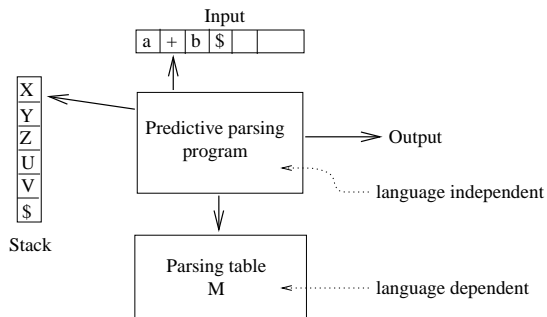 Input
a + b $
X
Y
Z
U
V
$
Stack
Predictive parsing
program
Output
language independent
Parsing table
M
language dependent